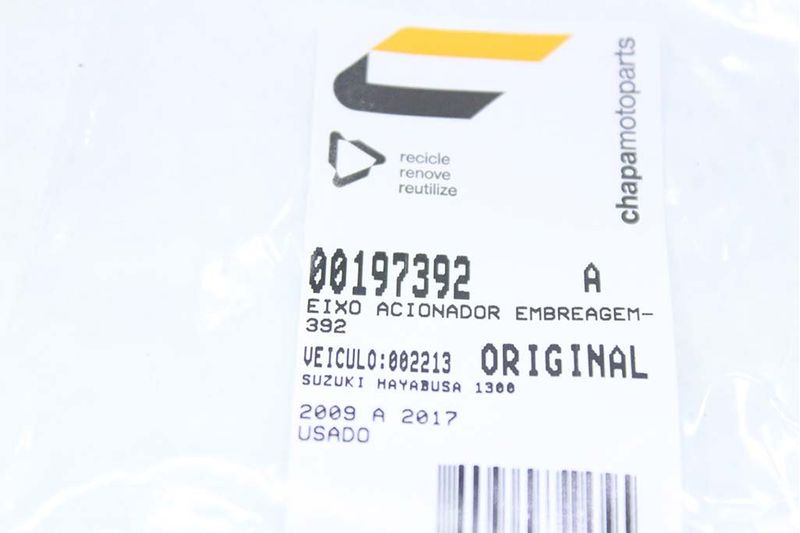 chapamotoparts
recicle
renove
reutilize
00197392 A
EIXO ACIONADOR EMBREAGEM-
392
VEICULO:002213 ORIGINAL
SUZUKI HAYABUSA 1300
2009 A 2017
USADO